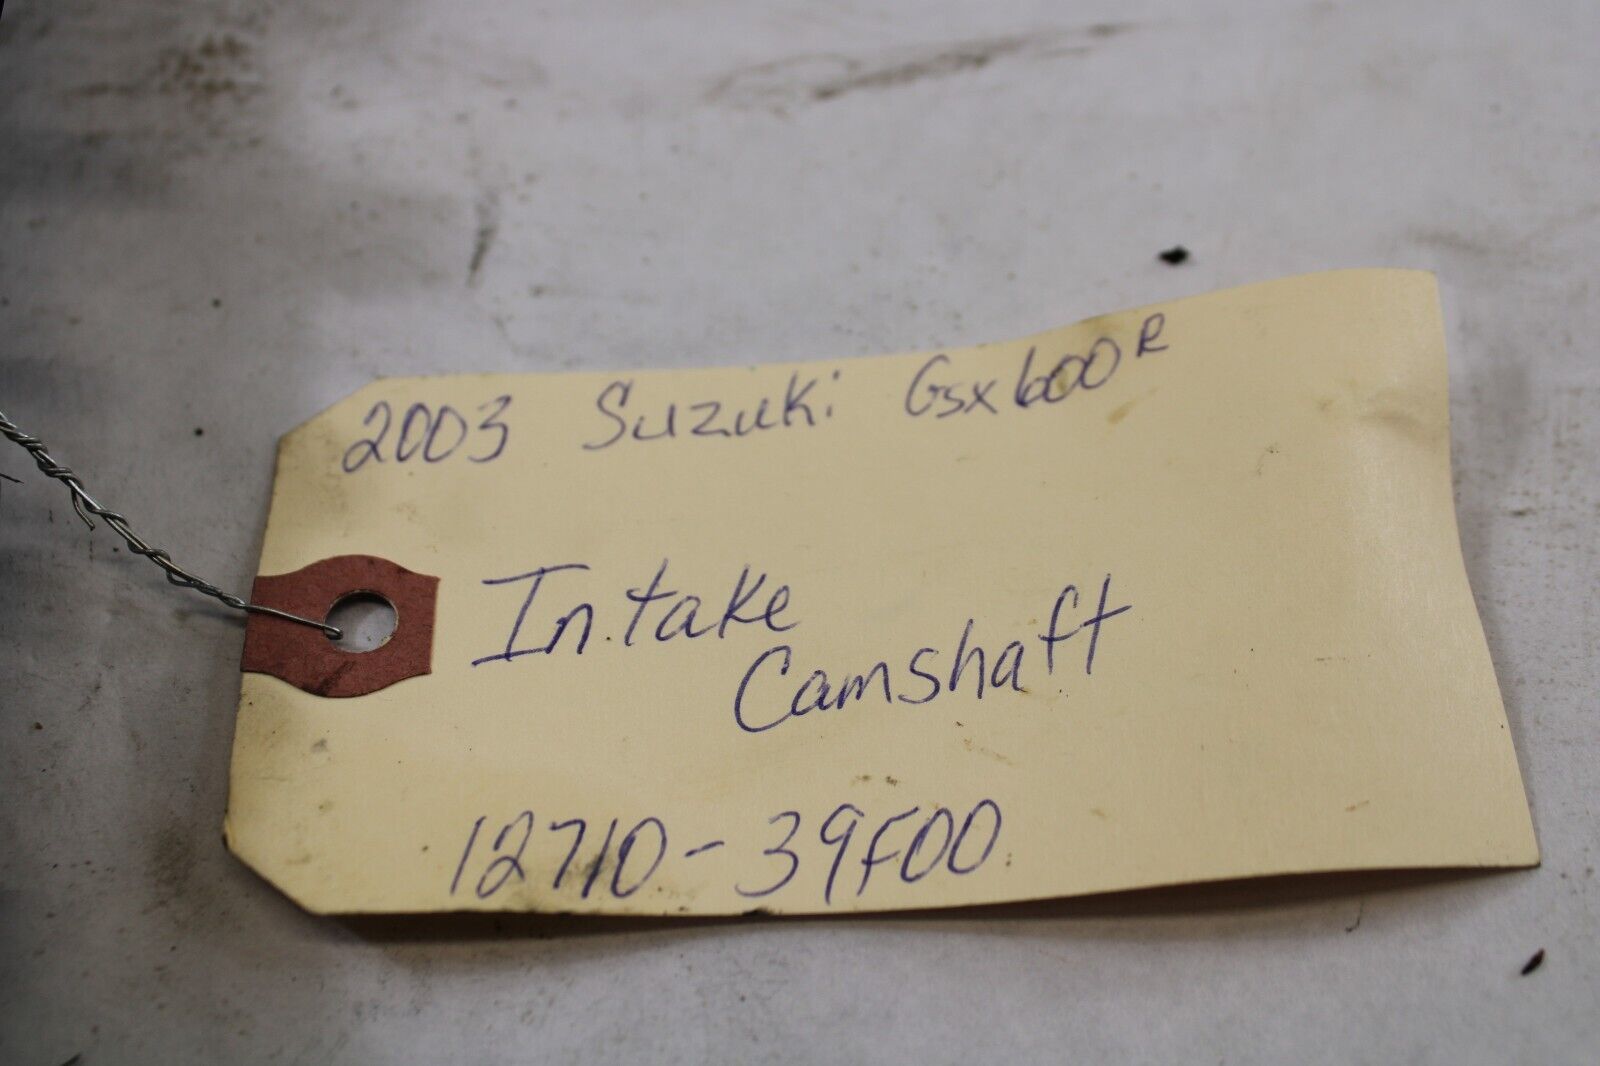 2003 Suzuki Gsx600R
Intake
Camshaft
12710-39F00